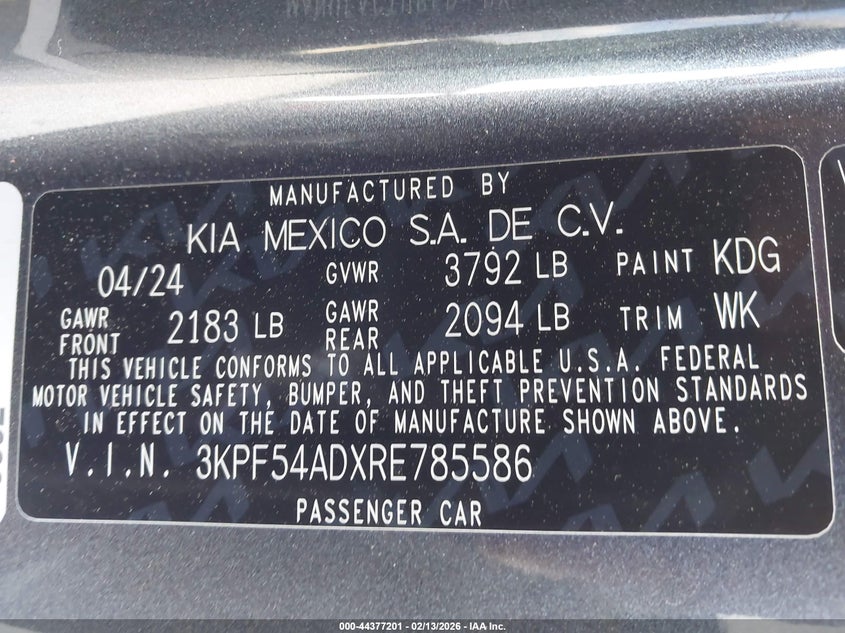 MANUFACTURED BY
KIA MEXICO S.A. DE C.V.
04/24 GVWR 3792 LB PAINT KDG
GAWR FRONT 2183 LB GAWR REAR 2094 LB TRIM WK
THIS VEHICLE CONFORMS TO ALL APPLICABLE U.S.A. FEDERAL
MOTOR VEHICLE SAFETY, BUMPER, AND THEFT PREVENTION STANDARDS
IN EFFECT ON THE DATE OF MANUFACTURE SHOWN ABOVE.
V.I.N. 3KPF54ADXRE785586
PASSENGER CAR
000-44377201 - 02/13/2026 - IAA Inc.